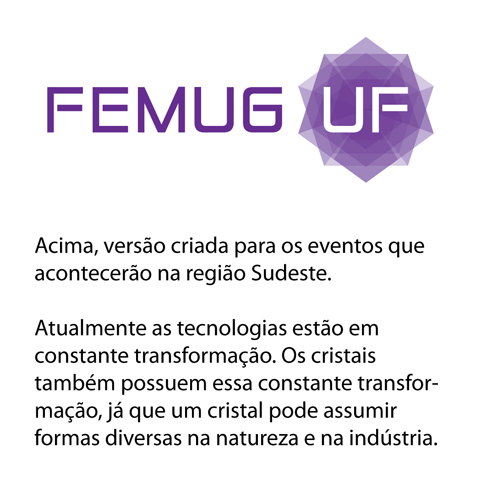 FEMUG UF
Acima, versão criada para os eventos que
acontecerão na região Sudeste.
Atualmente as tecnologias estão em
constante transformação. Os cristais
também possuem essa constante transfor-
mação, já que um cristal pode assumir
formas diversas na natureza e na indústria.